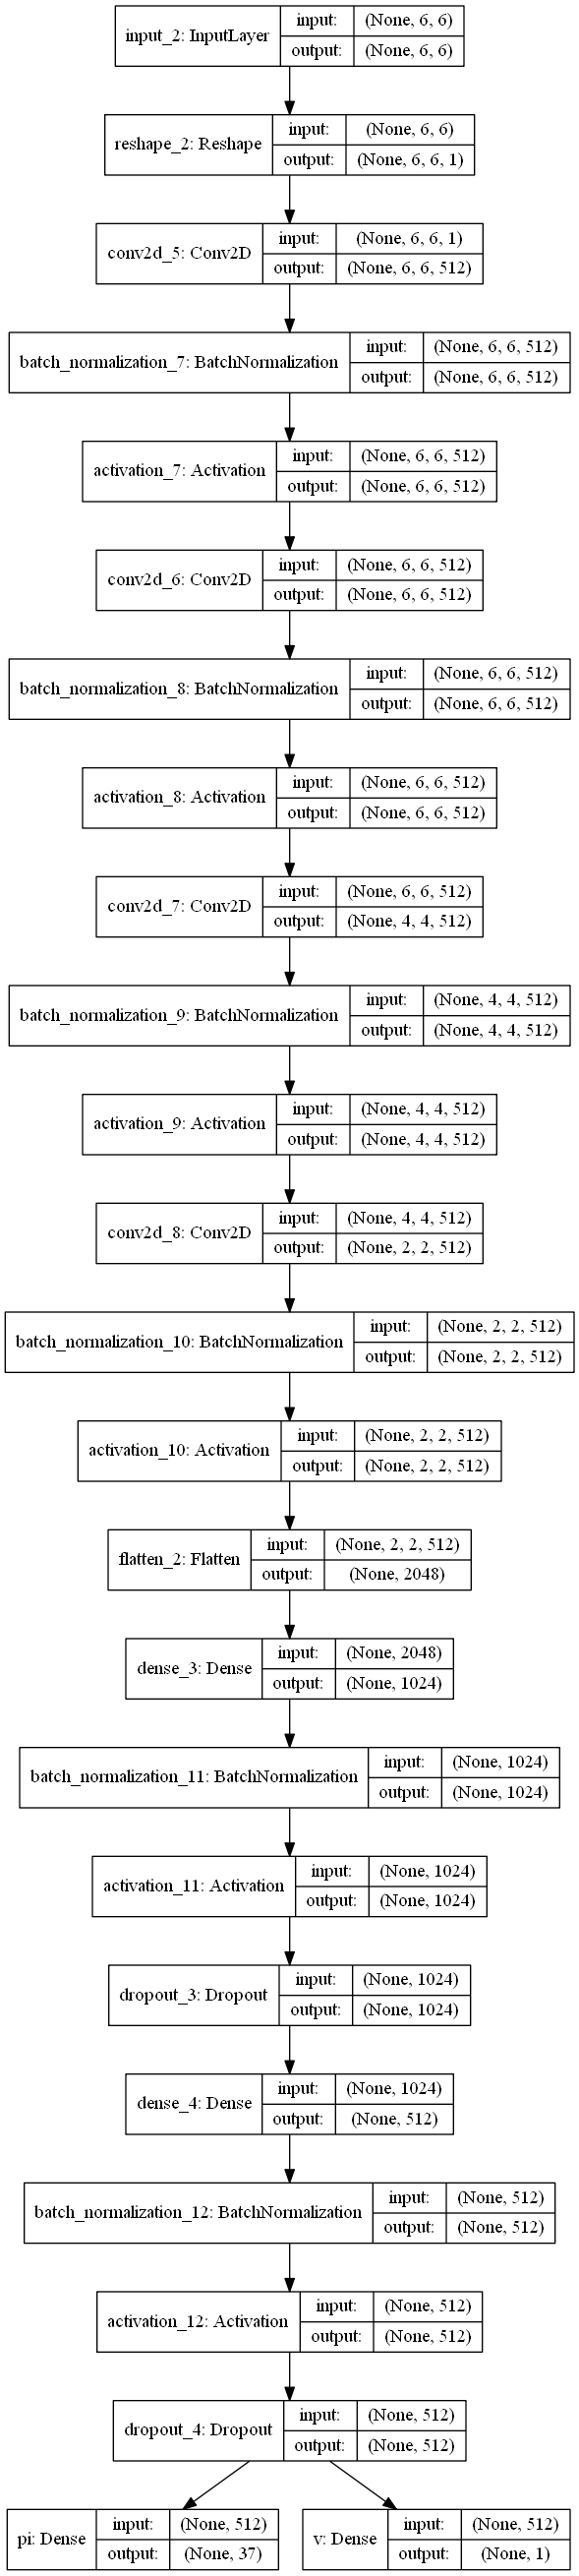 input_2: InputLayer
input:
(None, 6, 6)
output:
(None, 6, 6)
reshape_2: Reshape
input:
(None, 6, 6)
output:
(None, 6, 6, 1)
conv2d_5: Conv2D
input:
(None, 6, 6, 1)
output:
(None, 6, 6, 512)
batch_normalization_7: BatchNormalization
input:
(None, 6, 6, 512)
output:
(None, 6, 6, 512)
activation_7: Activation
input:
(None, 6, 6, 512)
output:
(None, 6, 6, 512)
conv2d_6: Conv2D
input:
(None, 6, 6, 512)
output:
(None, 6, 6, 512)
batch_normalization_8: BatchNormalization
input:
(None, 6, 6, 512)
output:
(None, 6, 6, 512)
activation_8: Activation
input:
(None, 6, 6, 512)
output:
(None, 6, 6, 512)
conv2d_7: Conv2D
input:
(None, 6, 6, 512)
output:
(None, 4, 4, 512)
batch_normalization_9: BatchNormalization
input:
(None, 4, 4, 512)
output:
(None, 4, 4, 512)
activation_9: Activation
input:
(None, 4, 4, 512)
output:
(None, 4, 4, 512)
conv2d_8: Conv2D
input:
(None, 4, 4, 512)
output:
(None, 2, 2, 512)
batch_normalization_10: BatchNormalization
input:
(None, 2, 2, 512)
output:
(None, 2, 2, 512)
activation_10: Activation
input:
(None, 2, 2, 512)
output:
(None, 2, 2, 512)
flatten_2: Flatten
input:
(None, 2, 2, 512)
output:
(None, 2048)
dense_3: Dense
input:
(None, 2048)
output:
(None, 1024)
batch_normalization_11: BatchNormalization
input:
(None, 1024)
output:
(None, 1024)
activation_11: Activation
input:
(None, 1024)
output:
(None, 1024)
dropout_3: Dropout
input:
(None, 1024)
output:
(None, 1024)
dense_4: Dense
input:
(None, 1024)
output:
(None, 512)
batch_normalization_12: BatchNormalization
input:
(None, 512)
output:
(None, 512)
activation_12: Activation
input:
(None, 512)
output:
(None, 512)
dropout_4: Dropout
input:
(None, 512)
output:
(None, 512)
pi: Dense
input:
(None, 512)
output:
(None, 37)
v: Dense
input:
(None, 512)
output:
(None, 1)